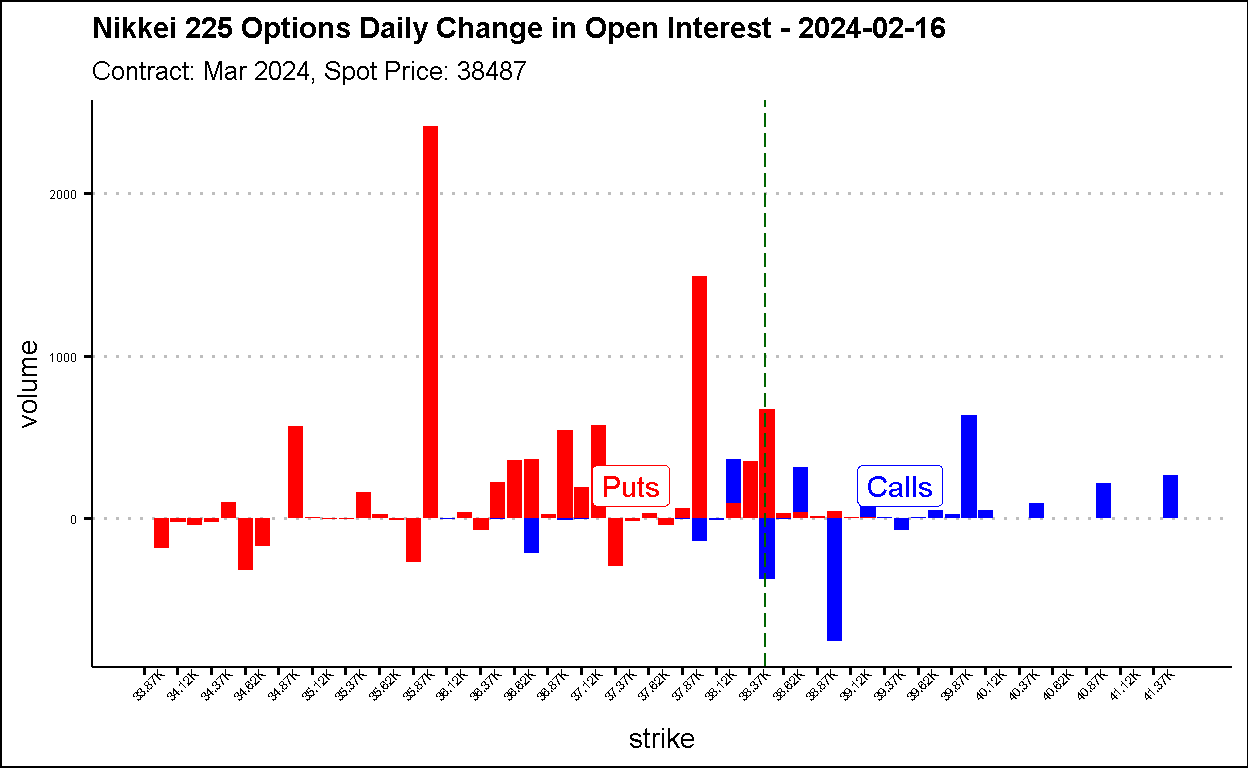 Nikkei 225 Options Daily Change in Open Interest - 2024-02-16
Contract: Mar 2024, Spot Price: 38487
volume
2000
1000
0
Puts
Calls
33.87K
34.12K
34.37K
34.62K
34.87K
35.12K
35.37K
35.62K
35.87K
36.12K
36.37K
36.62K
36.87K
37.12K
37.37K
37.62K
37.87K
38.12K
38.37K
38.62K
38.87K
39.12K
39.37K
39.62K
39.87K
40.12K
40.37K
40.62K
40.87K
41.12K
41.37K
strike